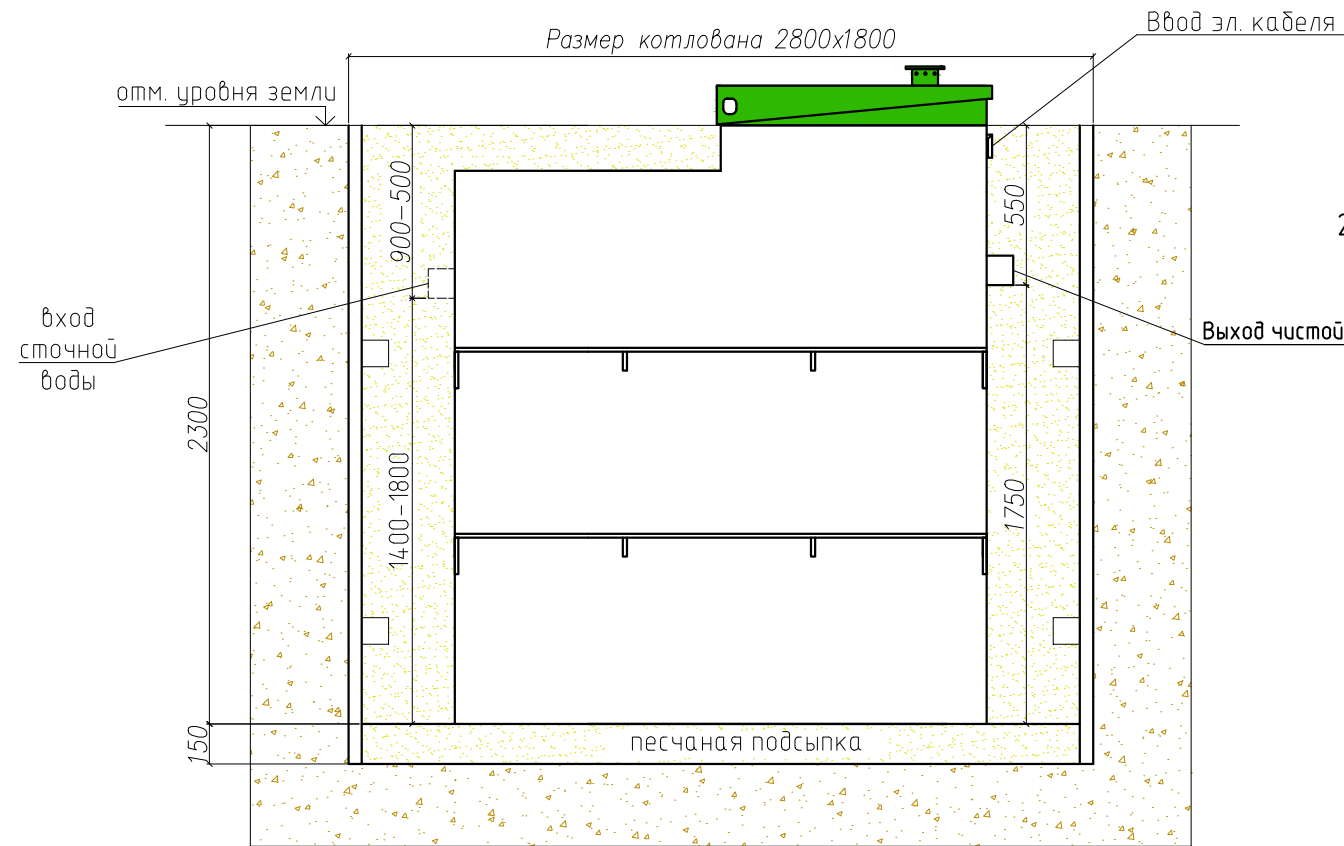 Ввод эл. кабеля
Размер котлована 2800х1800
отм. уровня земли
900-500
550
2
вход
сточной
воды
Выход чистой
2300
1400-1800
1750
150
песчаная подсыпка